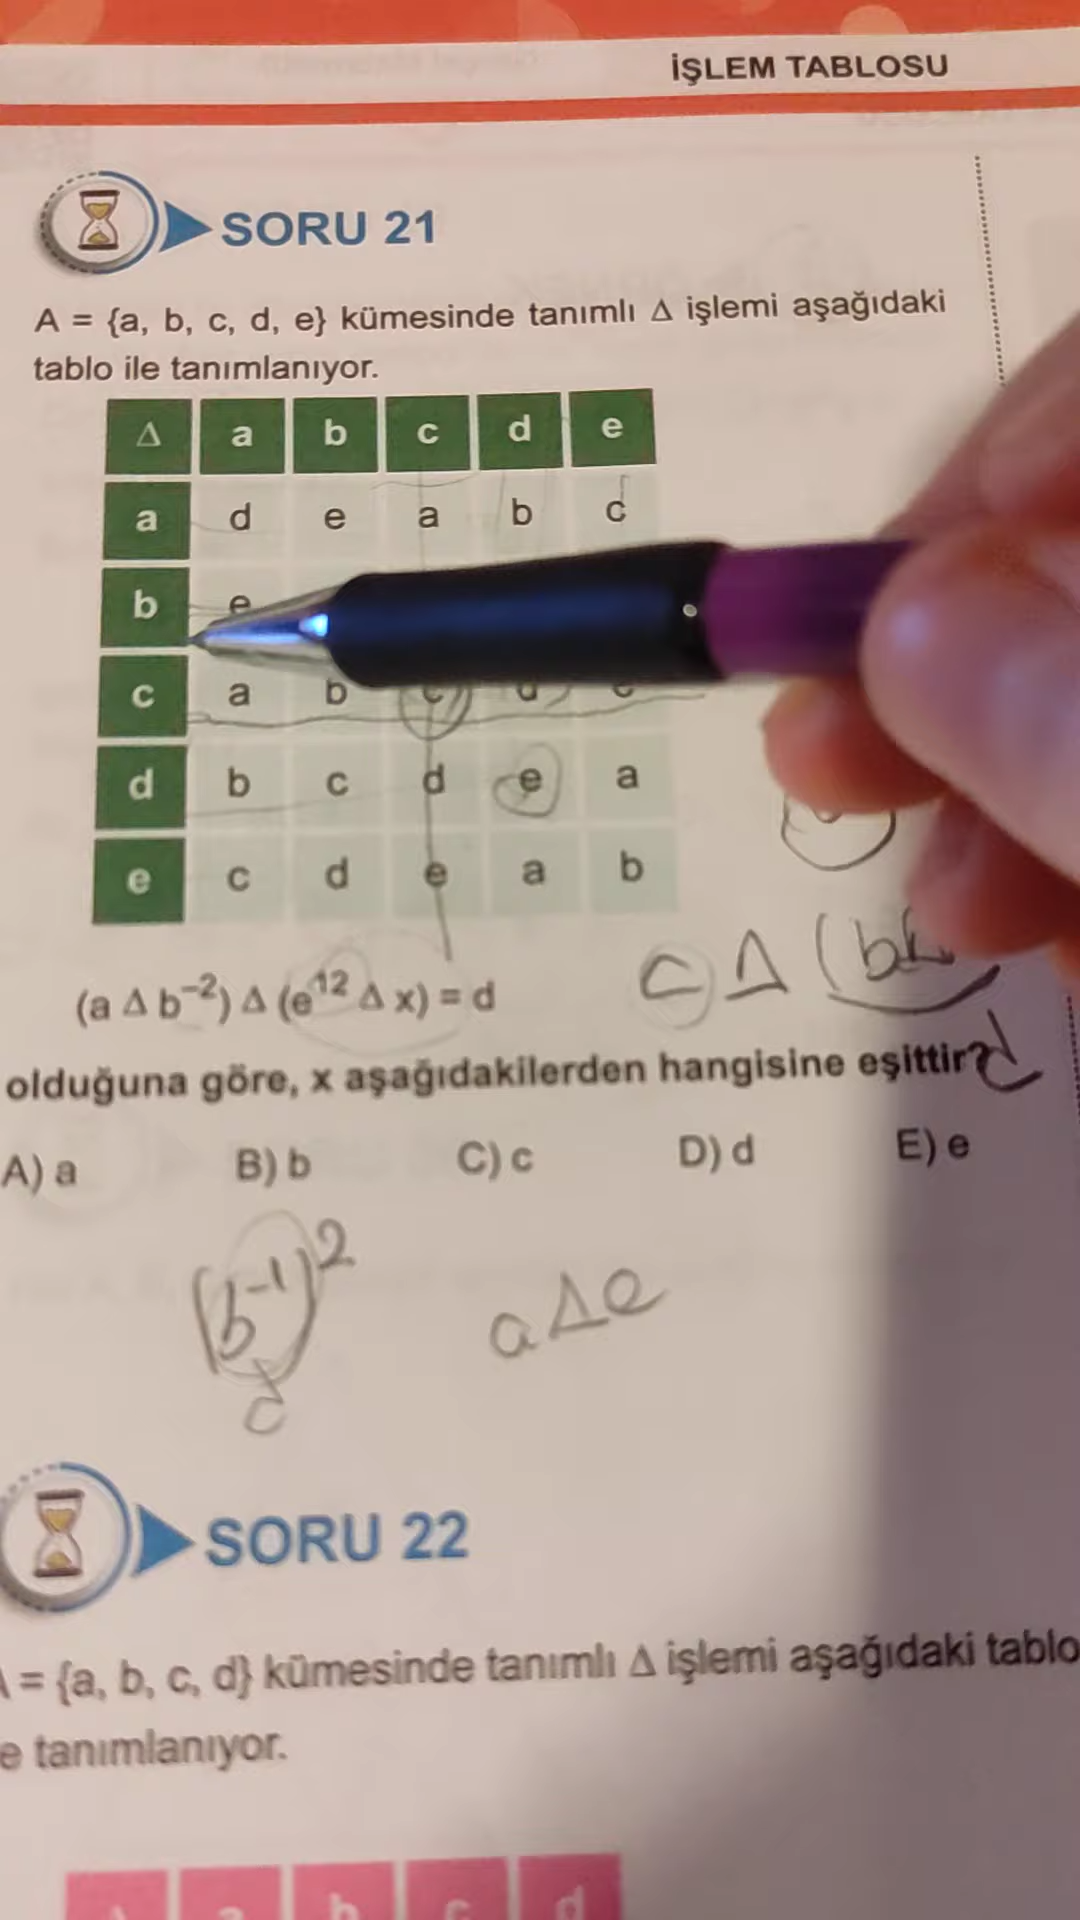 İŞLEM TABLOSU
SORU 21
A = {a, b, c, d, e} kümesinde tanımlı Δ işlemi aşağıdaki
tablo ile tanımlanıyor.
Δ a b c d e
a d e a b c
b e
c a b c d e
d b c d e a
e c d e a b
c Δ (b
(a Δ b⁻²) Δ (e¹² Δ x) = d
d
olduğuna göre, x aşağıdakilerden hangisine eşittir?
A) a B) b C) c D) d E) e
(b⁻¹)² a Δ e
d
SORU 22
= {a, b, c, d} kümesinde tanımlı Δ işlemi aşağıdaki tablo
e tanımlanıyor.
a b c d